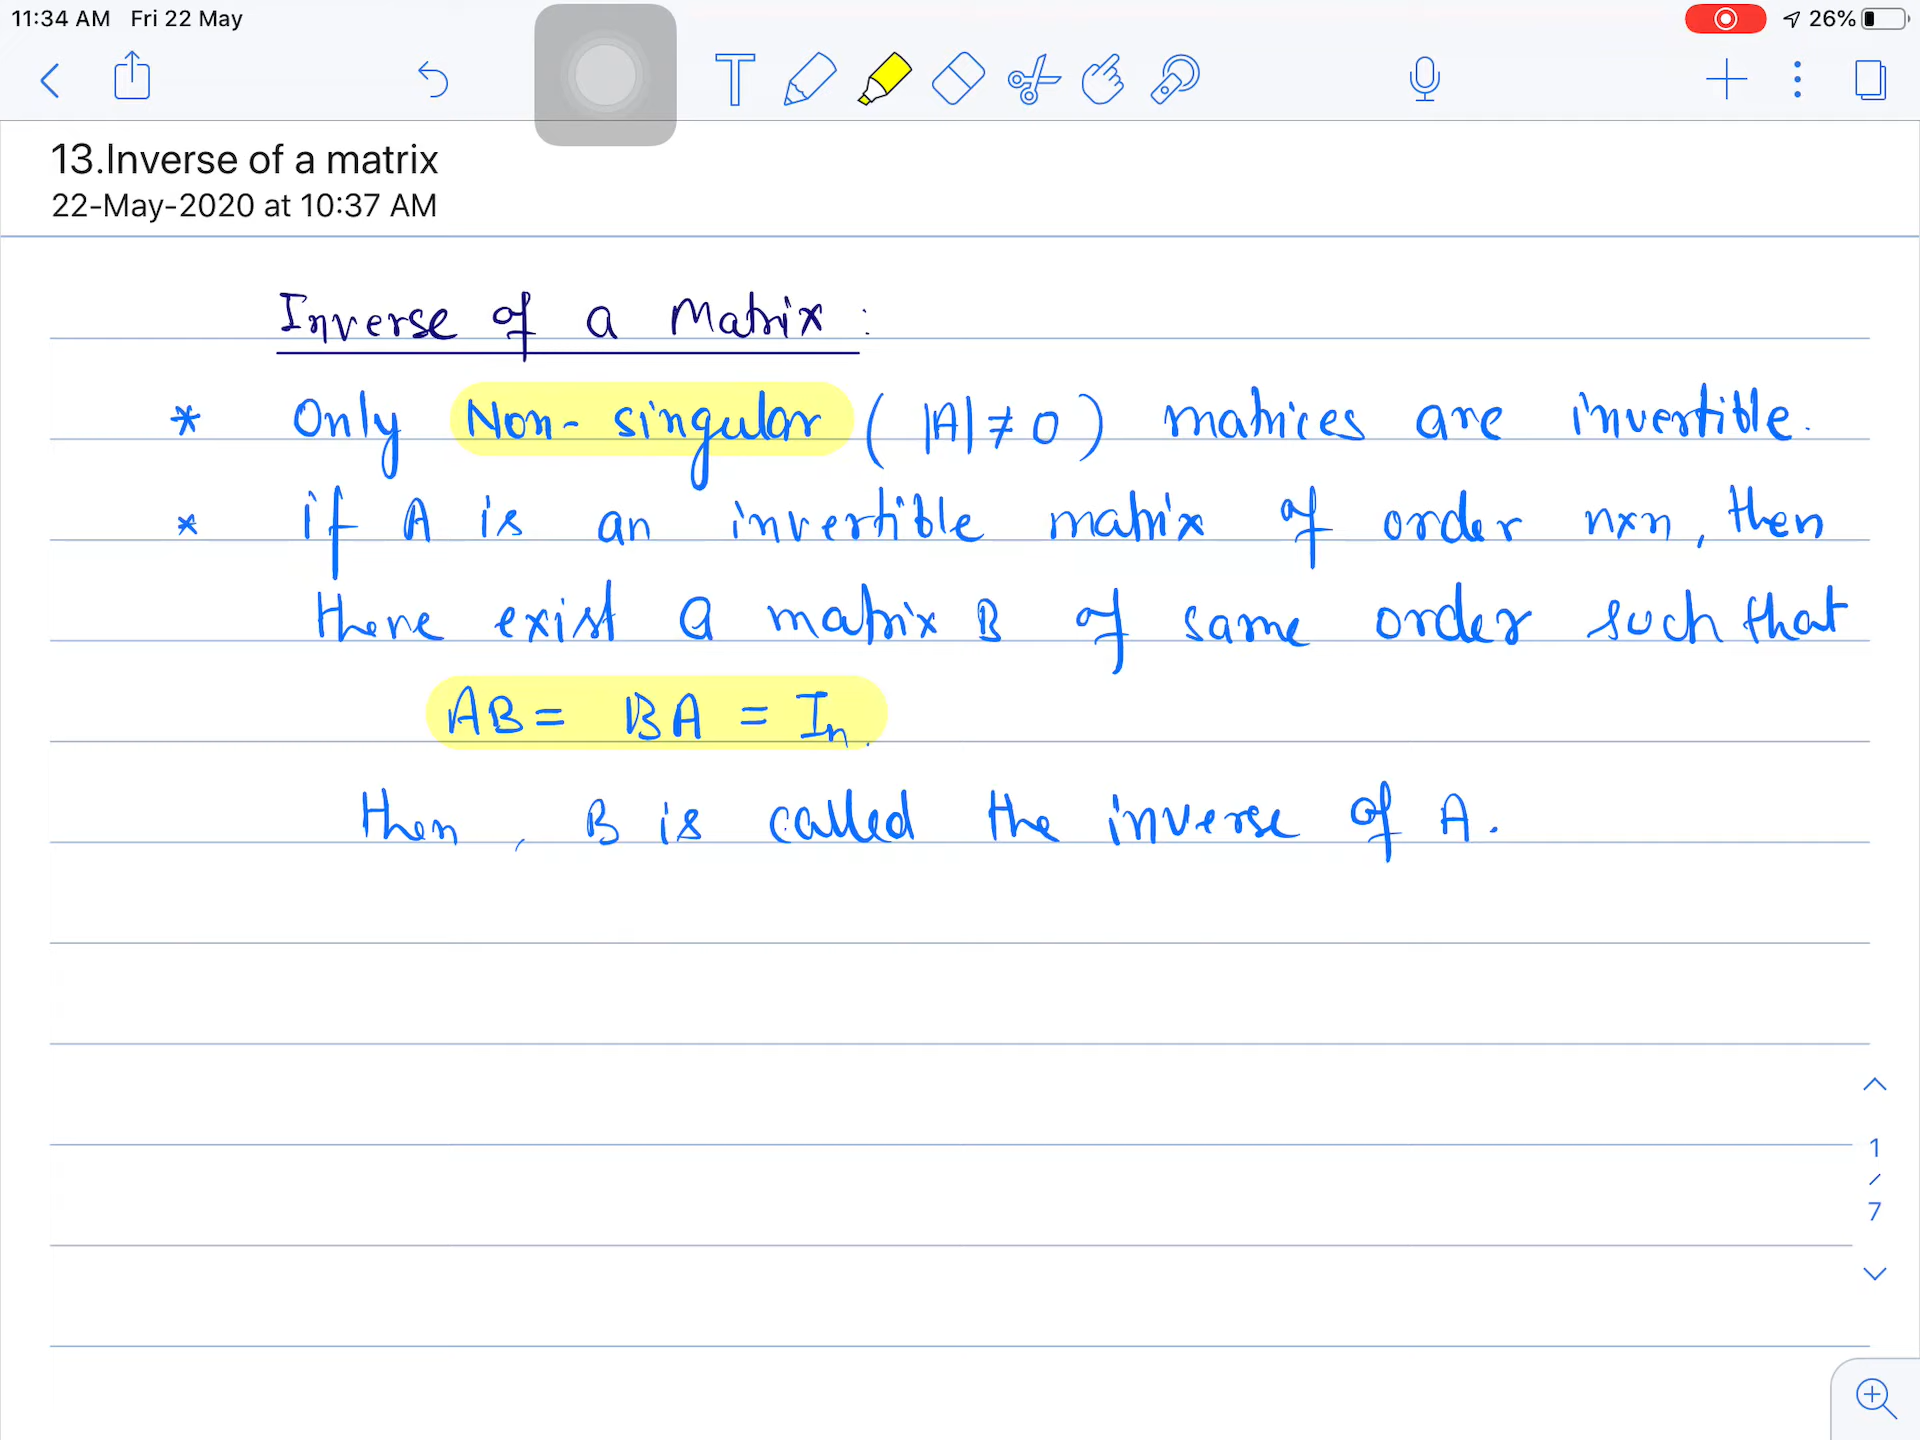 11:34 AM Fri 22 May 26%
13.Inverse of a matrix
22-May-2020 at 10:37 AM
Inverse of a Matrix :
* Only Non-singular ( |A| ≠ 0 ) matrices are invertible.
* if A is an invertible matrix of order n×n, then
there exist a matrix B of same order such that
AB = BA = Iₙ.
then, B is called the inverse of A.
1
/
7